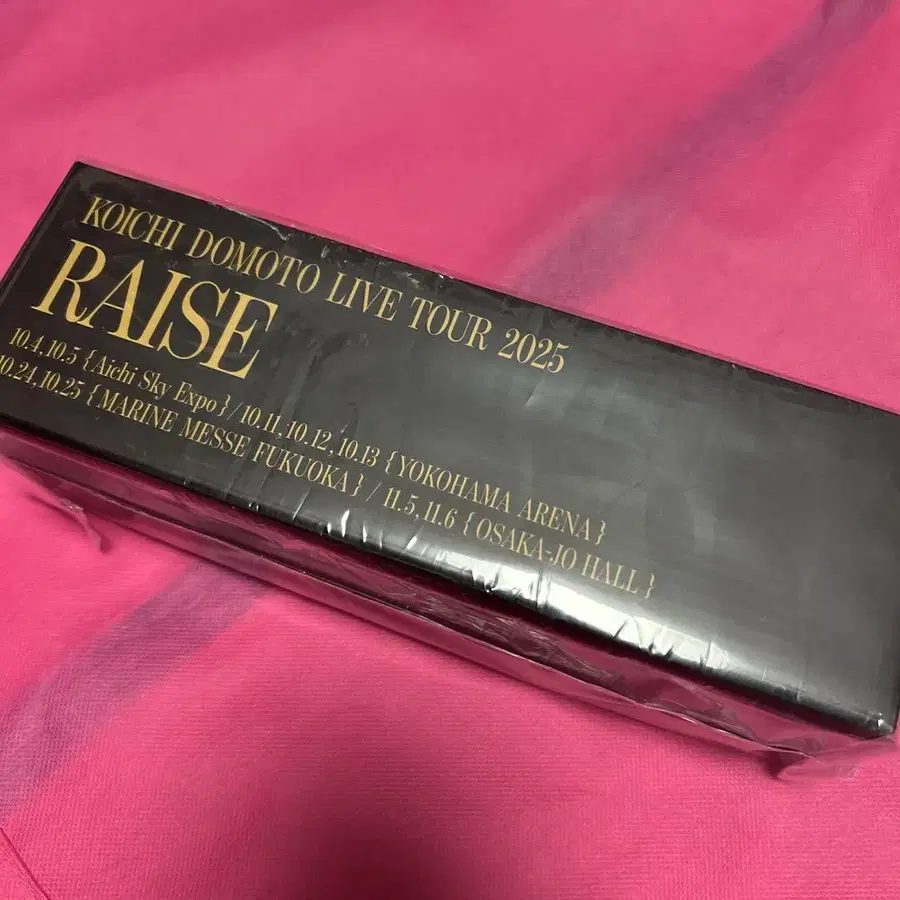 KOICHI DOMOTO LIVE TOUR 2025
RAISE
10.4,10.5 {Aichi Sky Expo} / 10.11,10.12,10.13 {YOKOHAMA ARENA}
10.24,10.25 {MARINE MESSE FUKUOKA} / 11.5,11.6 {OSAKA-JO HALL}